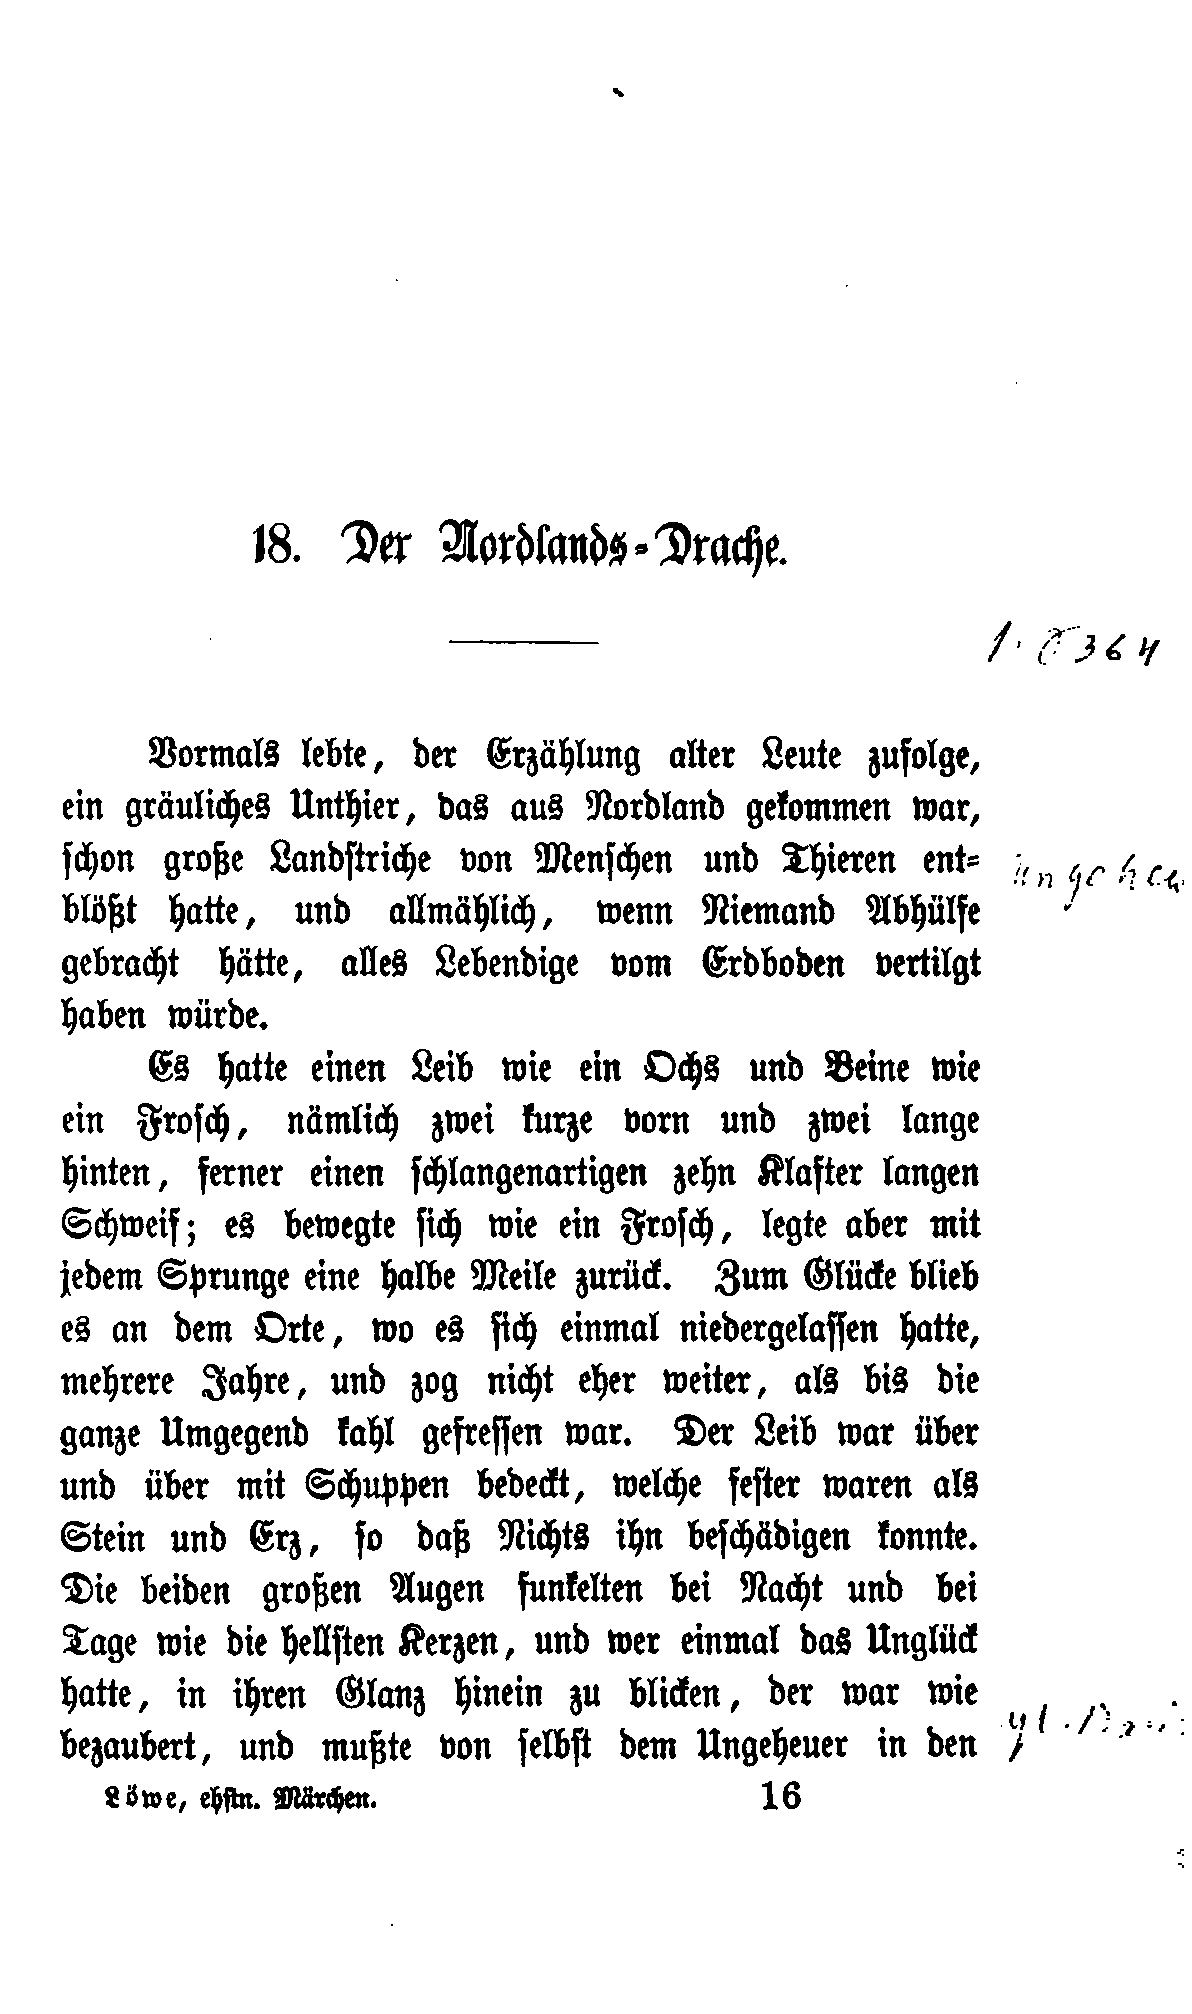 18. Der Nordlands-Drache.
Vormals lebte, der Erzählung alter Leute zufolge,
ein gräuliches Unthier, das aus Nordland gekommen war,
schon große Landstriche von Menschen und Thieren ent-
blößt hatte, und allmählich, wenn Niemand Abhülfe
gebracht hätte, alles Lebendige vom Erdboden vertilgt
haben würde.
Es hatte einen Leib wie ein Ochs und Beine wie
ein Frosch, nämlich zwei kurze vorn und zwei lange
hinten, ferner einen schlangenartigen zehn Klafter langen
Schweif; es bewegte sich wie ein Frosch, legte aber mit
jedem Sprunge eine halbe Meile zurück. Zum Glücke blieb
es an dem Orte, wo es sich einmal niedergelassen hatte,
mehrere Jahre, und zog nicht eher weiter, als bis die
ganze Umgegend kahl gefressen war. Der Leib war über
und über mit Schuppen bedeckt, welche fester waren als
Stein und Erz, so daß Nichts ihn beschädigen konnte.
Die beiden großen Augen funkelten bei Nacht und bei
Tage wie die hellsten Kerzen, und wer einmal das Unglück
hatte, in ihren Glanz hinein zu blicken, der war wie
bezaubert, und mußte von selbst dem Ungeheuer in den
Löwe, ehstn. Märchen. 16
364